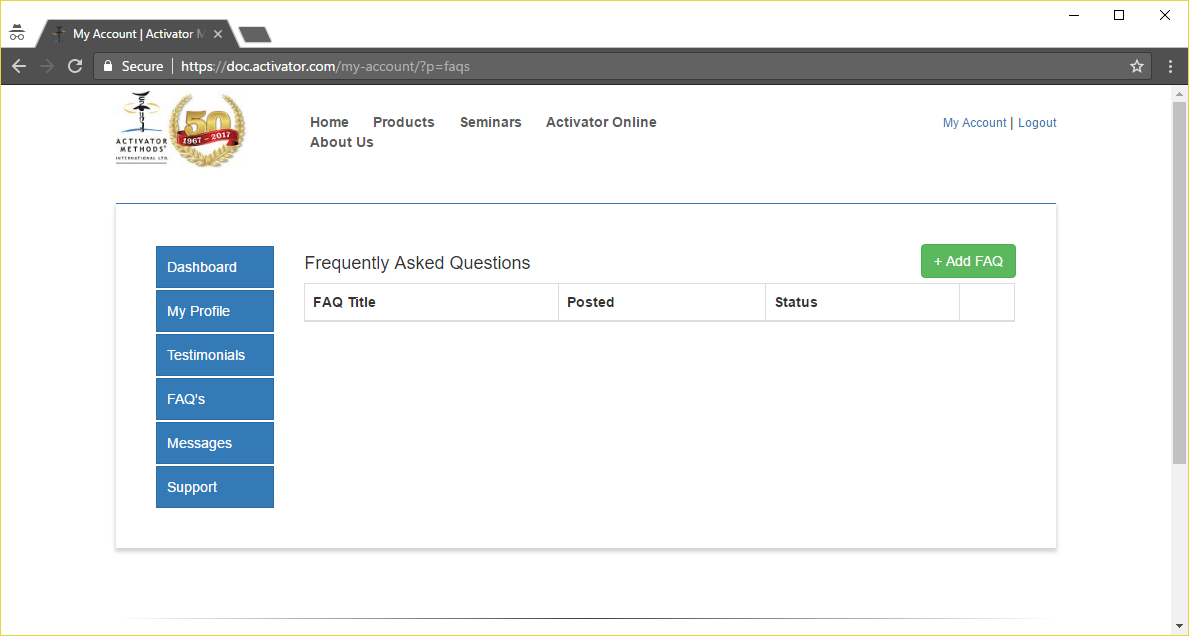 My Account | Activator M
Secure | https://doc.activator.com/my-account/?p=faqs
ACTIVATOR
METHODS®
INTERNATIONAL LTD.
50
1967 – 2017
Home Products Seminars Activator Online
About Us
My Account | Logout
Dashboard
My Profile
Testimonials
FAQ's
Messages
Support
Frequently Asked Questions
+ Add FAQ
FAQ Title Posted Status